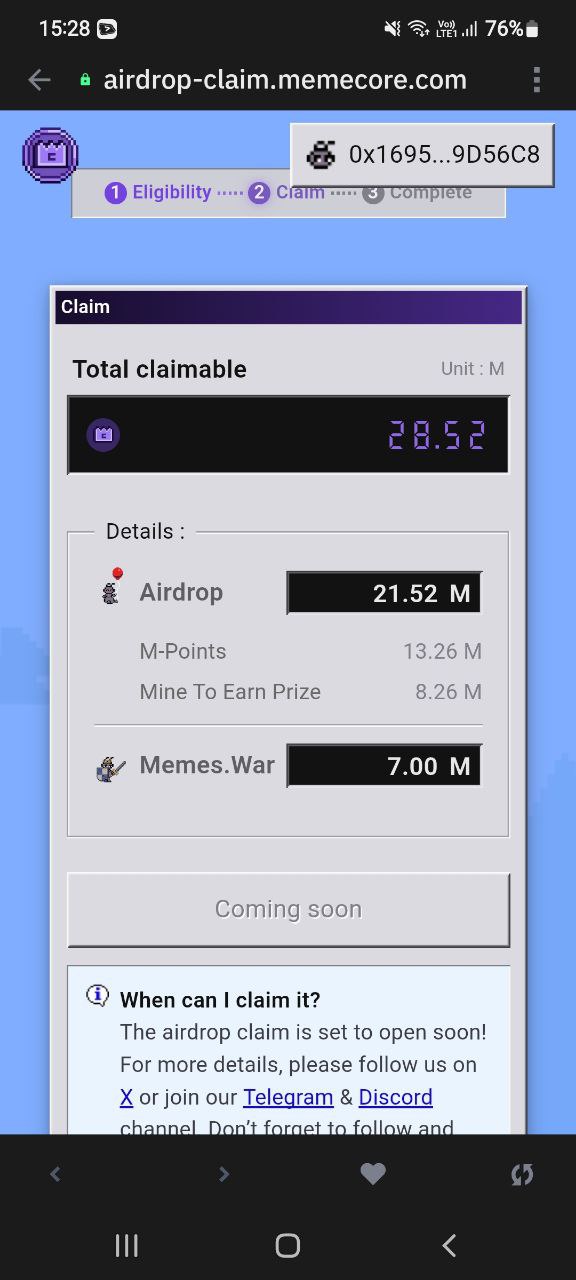 15:28
Vo)) LTE1 76%
airdrop-claim.memecore.com
0x1695...9D56C8
1 Eligibility ····· 2 Claim ····· 3 Complete
Claim
Total claimable Unit : M
28.52
Details :
Airdrop 21.52 M
M-Points 13.26 M
Mine To Earn Prize 8.26 M
Memes.War 7.00 M
Coming soon
When can I claim it?
The airdrop claim is set to open soon!
For more details, please follow us on
X or join our Telegram & Discord
channel. Don't forget to follow and